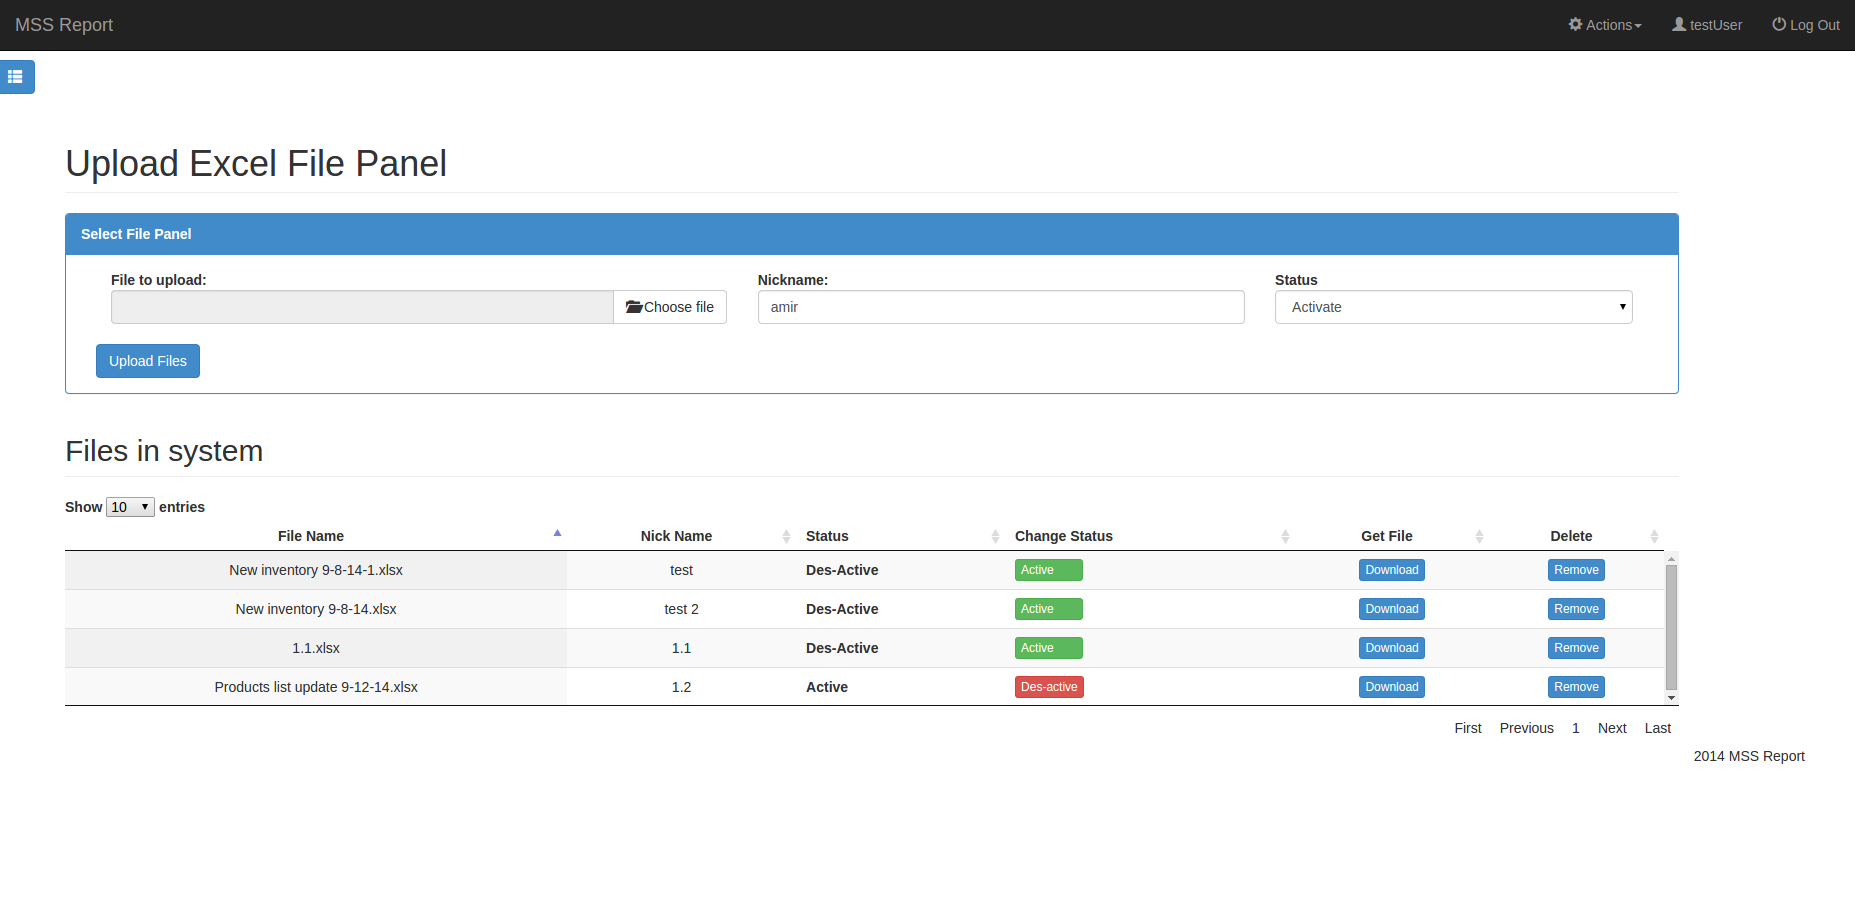 MSS Report Actions testUser Log Out
Upload Excel File Panel
Select File Panel
File to upload: Nickname: Status
Choose file amir Activate
Upload Files
Files in system
Show 10 entries
File Name Nick Name Status Change Status Get File Delete
New inventory 9-8-14-1.xlsx test Des-Active Active Download Remove
New inventory 9-8-14.xlsx test 2 Des-Active Active Download Remove
1.1.xlsx 1.1 Des-Active Active Download Remove
Products list update 9-12-14.xlsx 1.2 Active Des-active Download Remove
First Previous 1 Next Last
2014 MSS Report